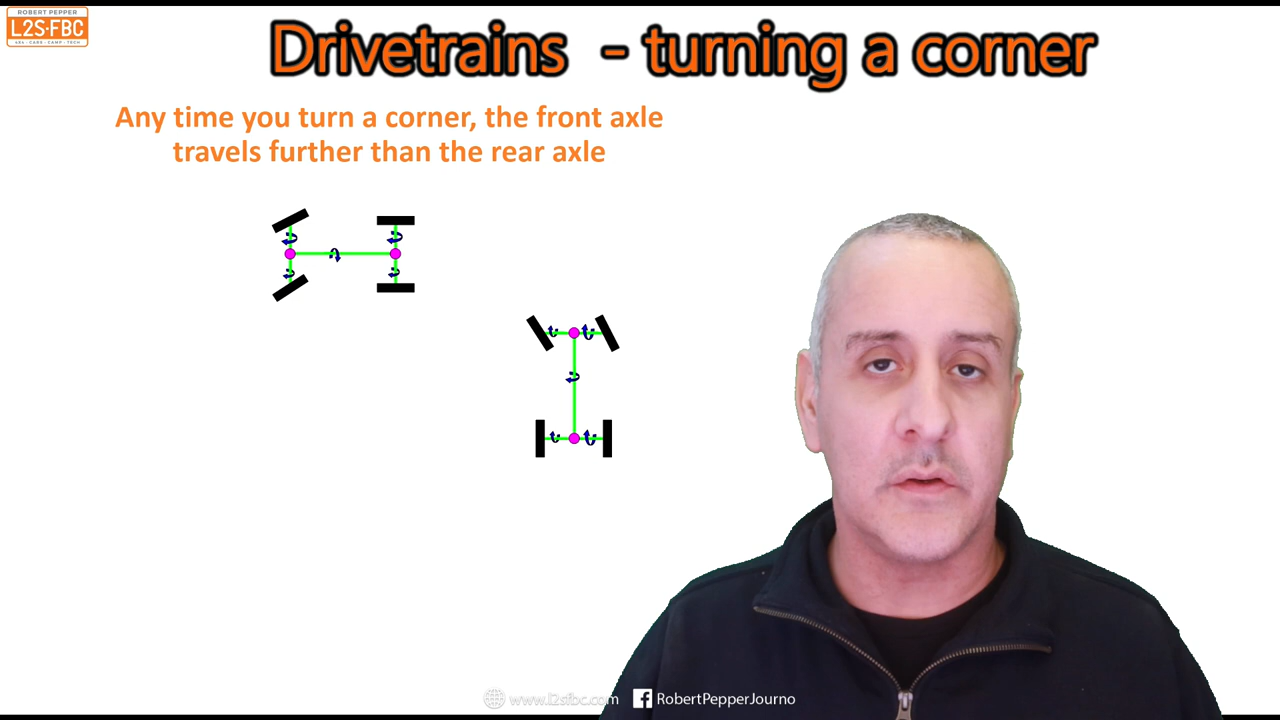 ROBERT PEPPER
L2S·FBC
4X4 - CARS - CAMP - TECH
Drivetrains - turning a corner
Any time you turn a corner, the front axle
travels further than the rear axle
www.l2sfbc.com
RobertPepperJourno